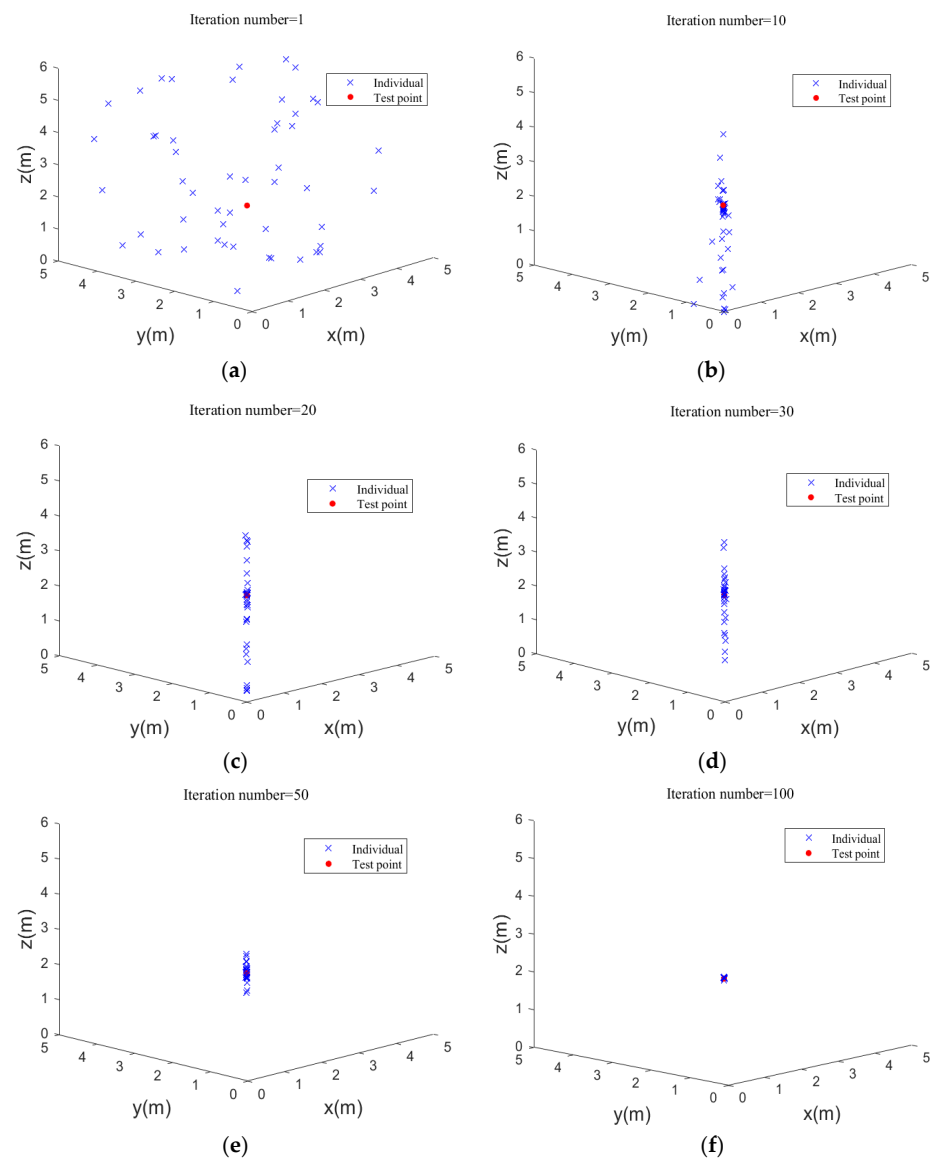 Iteration number=1
Individual
Test point
6
5
4
3
2
1
0
z(m)
5
4
3
2
1
0
y(m)
0
1
2
3
4
5
x(m)
(a)
Iteration number=10
Individual
Test point
6
5
4
3
2
1
0
z(m)
5
4
3
2
1
0
y(m)
0
1
2
3
4
5
x(m)
(b)
Iteration number=20
Individual
Test point
6
5
4
3
2
1
0
z(m)
5
4
3
2
1
0
y(m)
0
1
2
3
4
5
x(m)
(c)
Iteration number=30
Individual
Test point
6
5
4
3
2
1
0
z(m)
5
4
3
2
1
0
y(m)
0
1
2
3
4
5
x(m)
(d)
Iteration number=50
Individual
Test point
6
5
4
3
2
1
0
z(m)
5
4
3
2
1
0
y(m)
0
1
2
3
4
5
x(m)
(e)
Iteration number=100
Individual
Test point
6
5
4
3
2
1
0
z(m)
5
4
3
2
1
0
y(m)
0
1
2
3
4
5
x(m)
(f)